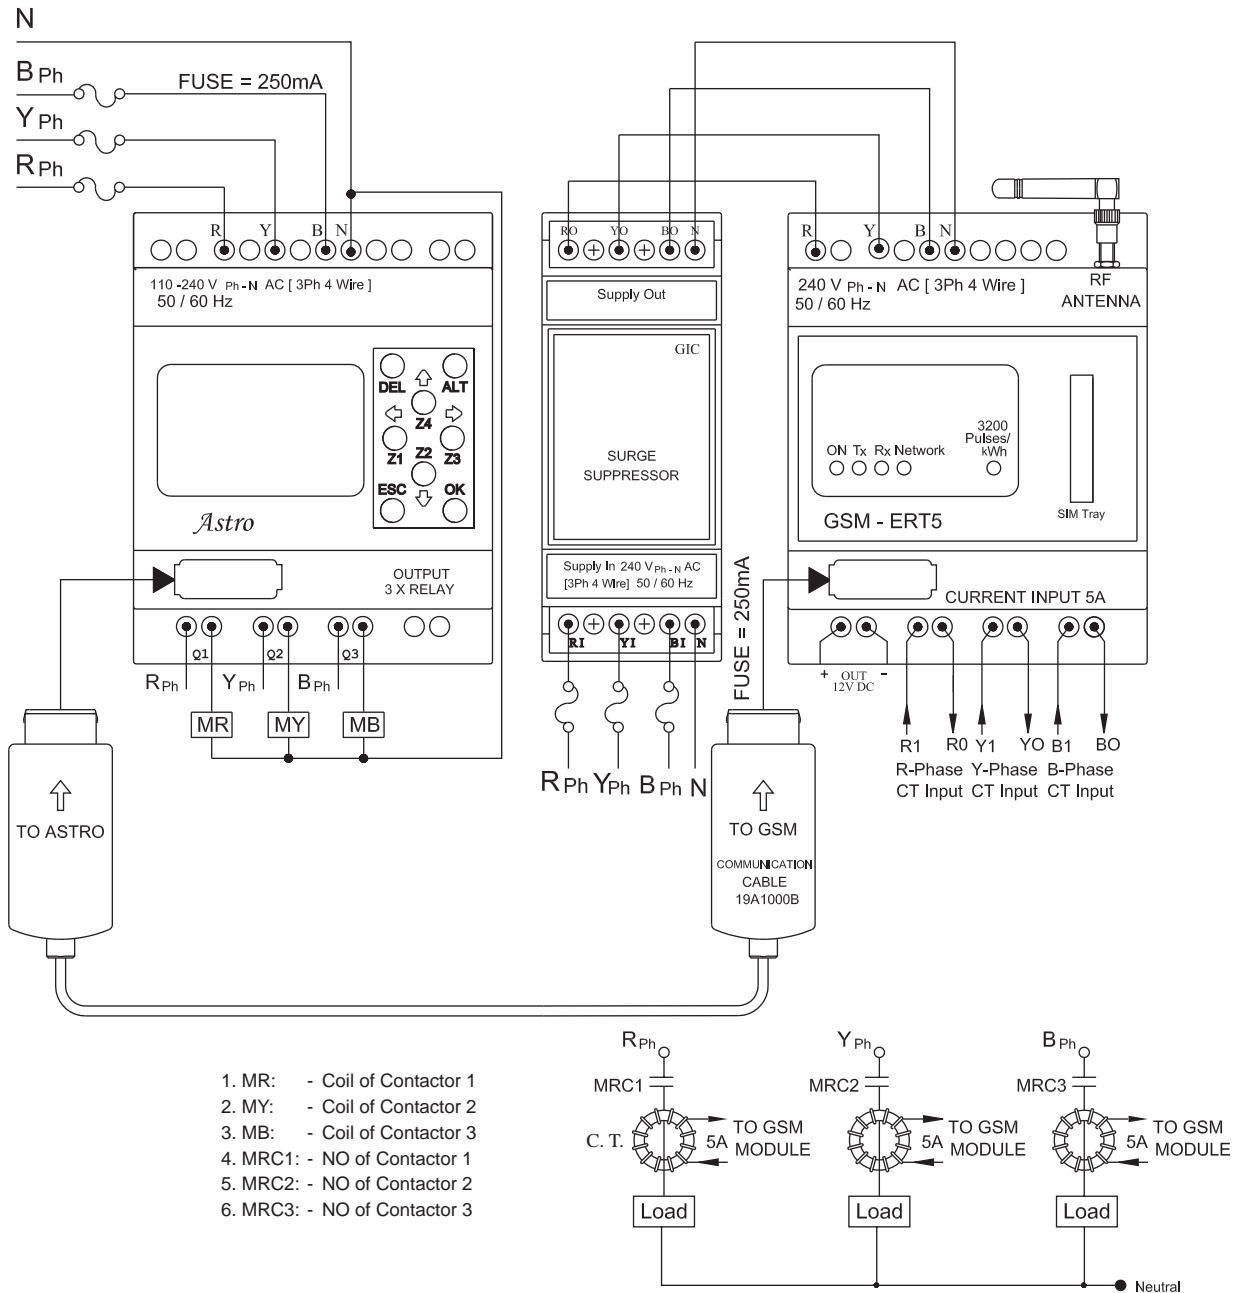 N
B Ph
FUSE = 250mA
Y Ph
R Ph
R Y B N
110 -240 V Ph - N AC [ 3Ph 4 Wire ]
50 / 60 Hz
DEL ALT
Z4
Z1 Z2 Z3
ESC OK
Astro
OUTPUT
3 X RELAY
Q1 Q2 Q3
R Ph Y Ph B Ph
MR MY MB
TO ASTRO
RO YO BO N
Supply Out
GIC
SURGE
SUPPRESSOR
Supply In 240 V Ph - N AC
[3Ph 4 Wire] 50 / 60 Hz
RI YI BI N
FUSE = 250mA
R Ph Y Ph B Ph N
TO GSM
COMMUNICATION
CABLE
19A1000B
R Y B N
240 V Ph - N AC [ 3Ph 4 Wire ]
50 / 60 Hz
RF
ANTENNA
3200
Pulses/
kWh
ON Tx Rx Network
SIM Tray
GSM - ERT5
CURRENT INPUT 5A
+ OUT -
12V DC
R1 R0 Y1 YO B1 BO
R-Phase Y-Phase B-Phase
CT Input CT Input CT Input
1. MR: - Coil of Contactor 1
2. MY: - Coil of Contactor 2
3. MB: - Coil of Contactor 3
4. MRC1: - NO of Contactor 1
5. MRC2: - NO of Contactor 2
6. MRC3: - NO of Contactor 3
R Ph Y Ph B Ph
MRC1 MRC2 MRC3
C. T. 5A TO GSM MODULE
5A TO GSM MODULE
5A TO GSM MODULE
Load Load Load
Neutral